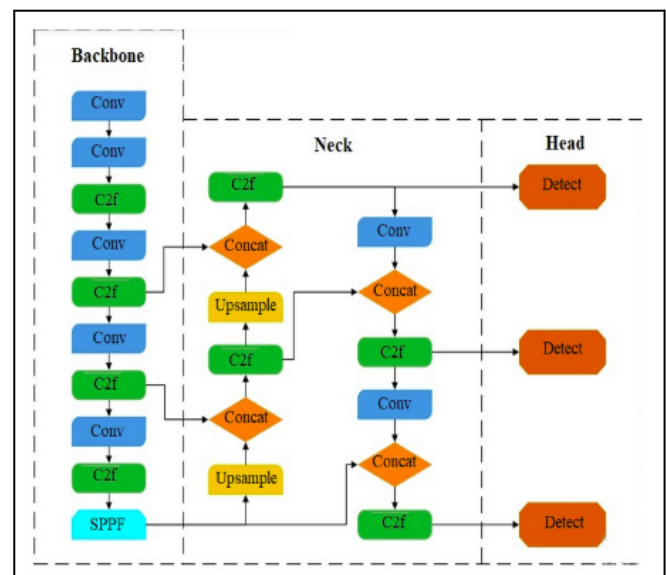 Backbone
Conv
Conv
C2f
Conv
C2f
Conv
C2f
Conv
C2f
SPPF
Neck
C2f
Concat
Upsample
C2f
Concat
Upsample
Conv
Concat
C2f
Conv
Concat
C2f
Head
Detect
Detect
Detect